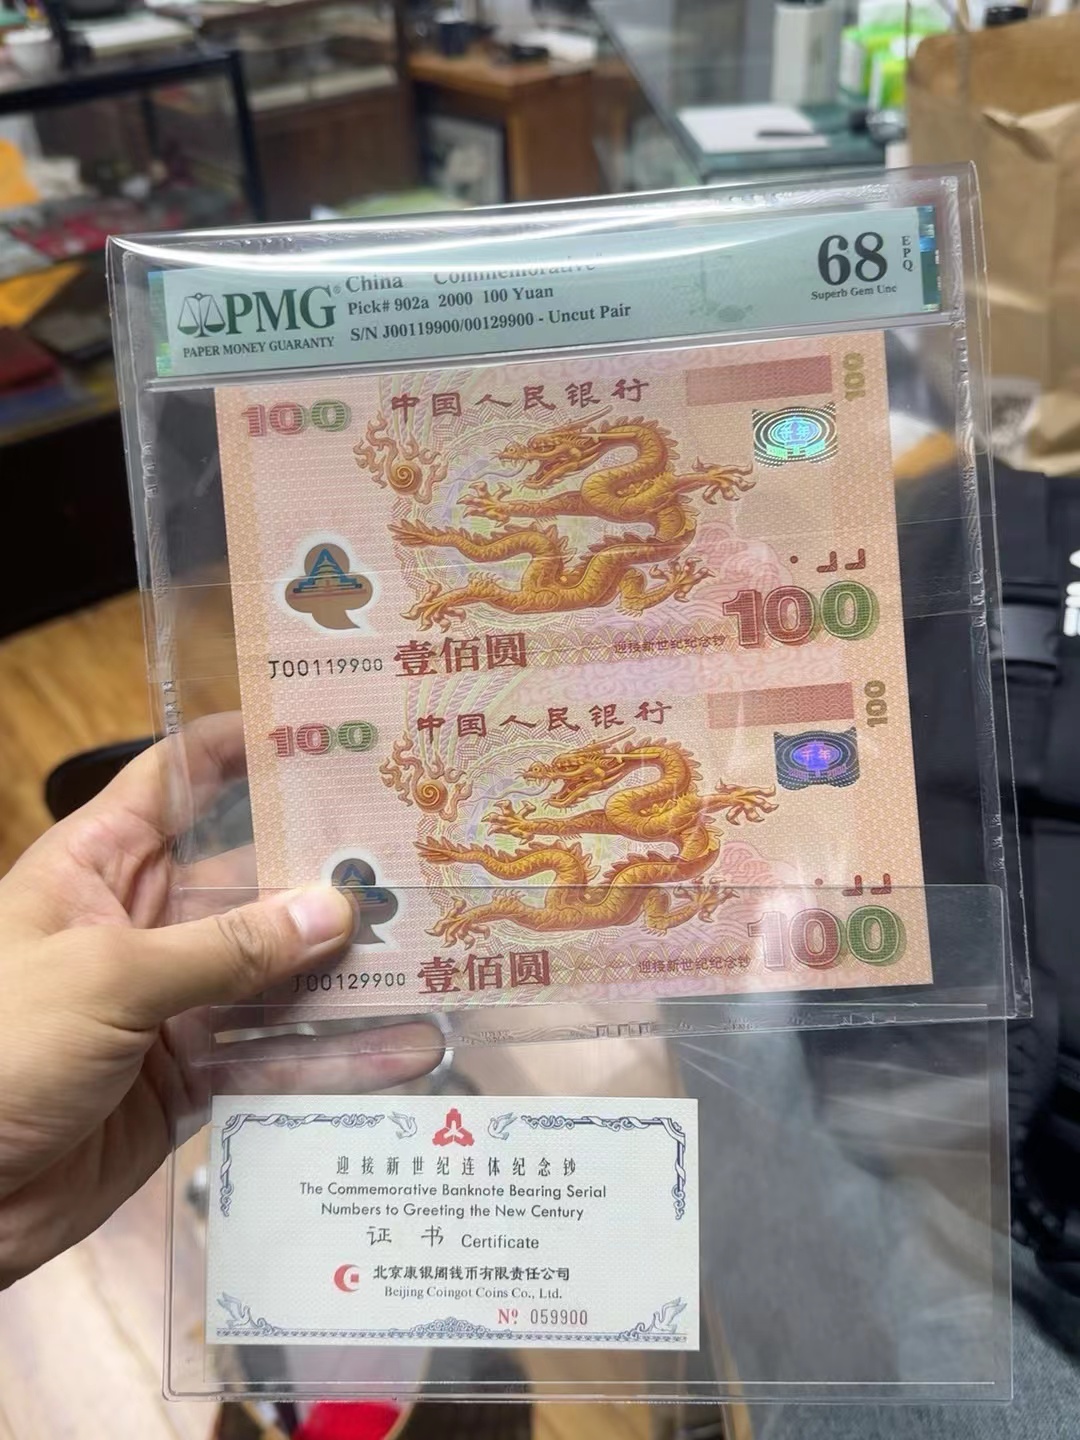 PMG®
PAPER MONEY GUARANTY
China "Commemorative"
Pick# 902a 2000 100 Yuan
S/N J00119900/00129900 - Uncut Pair
68
EPQ
Superb Gem Unc
100
中国人民银行
100
千年
100
迎接新世纪纪念钞
壹佰圆
J00119900
100
中国人民银行
100
千年
100
迎接新世纪纪念钞
壹佰圆
J00129900
迎接新世纪连体纪念钞
The Commemorative Banknote Bearing Serial
Numbers to Greeting the New Century
证书 Certificate
北京康银阁钱币有限责任公司
Beijing Coingot Coins Co., Ltd.
Nº 059900